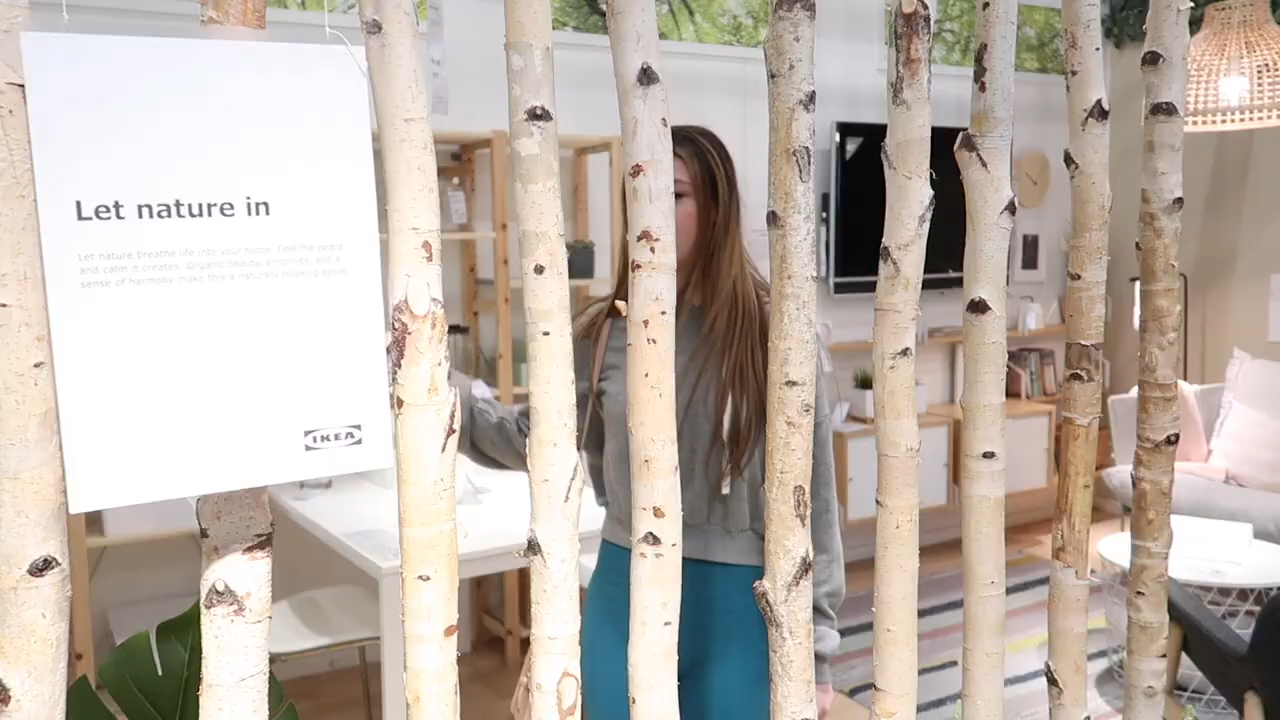 Let nature in
Let nature breathe life into your home. Feel the peace
and calm it creates. Organic beauty, simplicity, and a
sense of harmony make this a naturally relaxing space.
IKEA